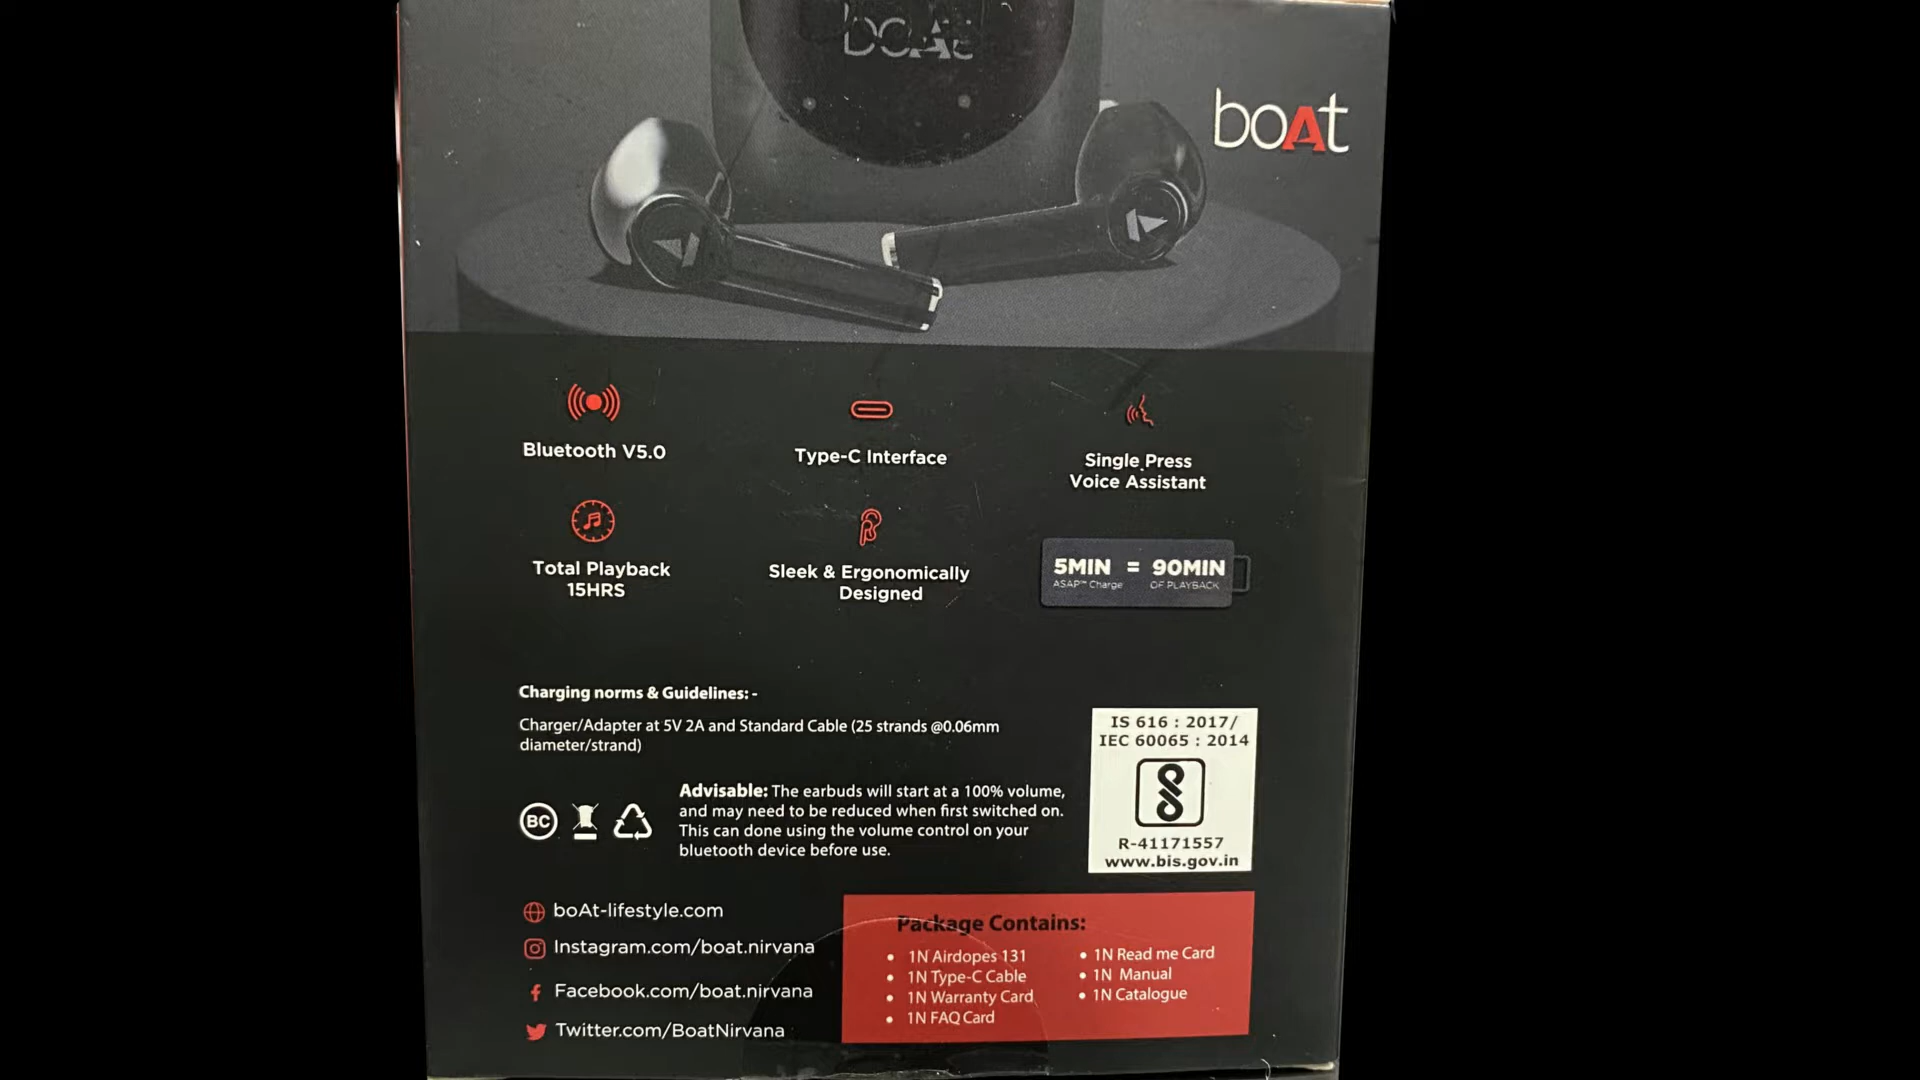 boAt
boAt
Bluetooth V5.0
Type-C Interface
Single Press
Voice Assistant
Total Playback
15HRS
Sleek & Ergonomically
Designed
5MIN = 90MIN
ASAP™ Charge OF PLAYBACK
Charging norms & Guidelines: -
Charger/Adapter at 5V 2A and Standard Cable (25 strands @0.06mm
diameter/strand)
BC
Advisable: The earbuds will start at a 100% volume,
and may need to be reduced when first switched on.
This can done using the volume control on your
bluetooth device before use.
IS 616 : 2017/
IEC 60065 : 2014
R-41171557
www.bis.gov.in
boAt-lifestyle.com
Instagram.com/boat.nirvana
Facebook.com/boat.nirvana
Twitter.com/BoatNirvana
Package Contains:
• 1N Airdopes 131
• 1N Type-C Cable
• 1N Warranty Card
• 1N FAQ Card
• 1N Read me Card
• 1N Manual
• 1N Catalogue